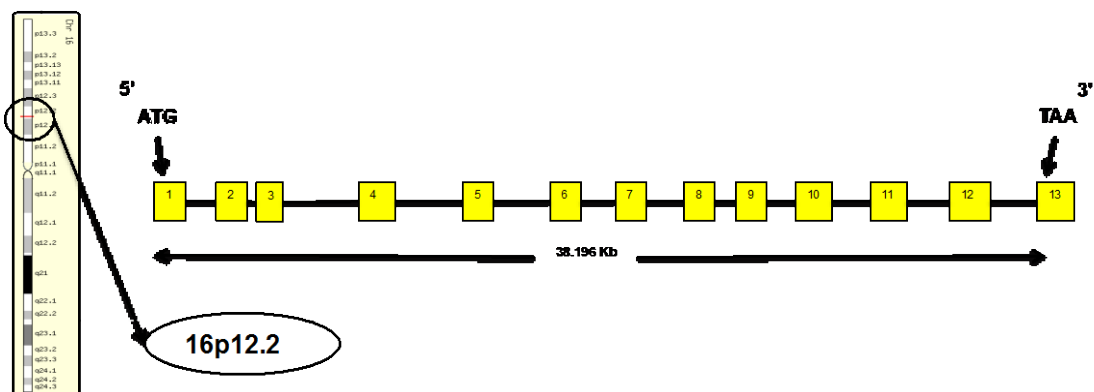 Chr 16
p13.3
p13.2
p13.13
p13.12
p13.11
p12.3
p11.2
p11.1
q11.1
q11.2
q12.1
q12.2
q21
q22.1
q22.2
q23.1
q23.2
q23.3
q24.1
q24.2
q24.3
5'
ATG
3'
TAA
1 2 3 4 5 6 7 8 9 10 11 12 13
38.196 Kb
16p12.2